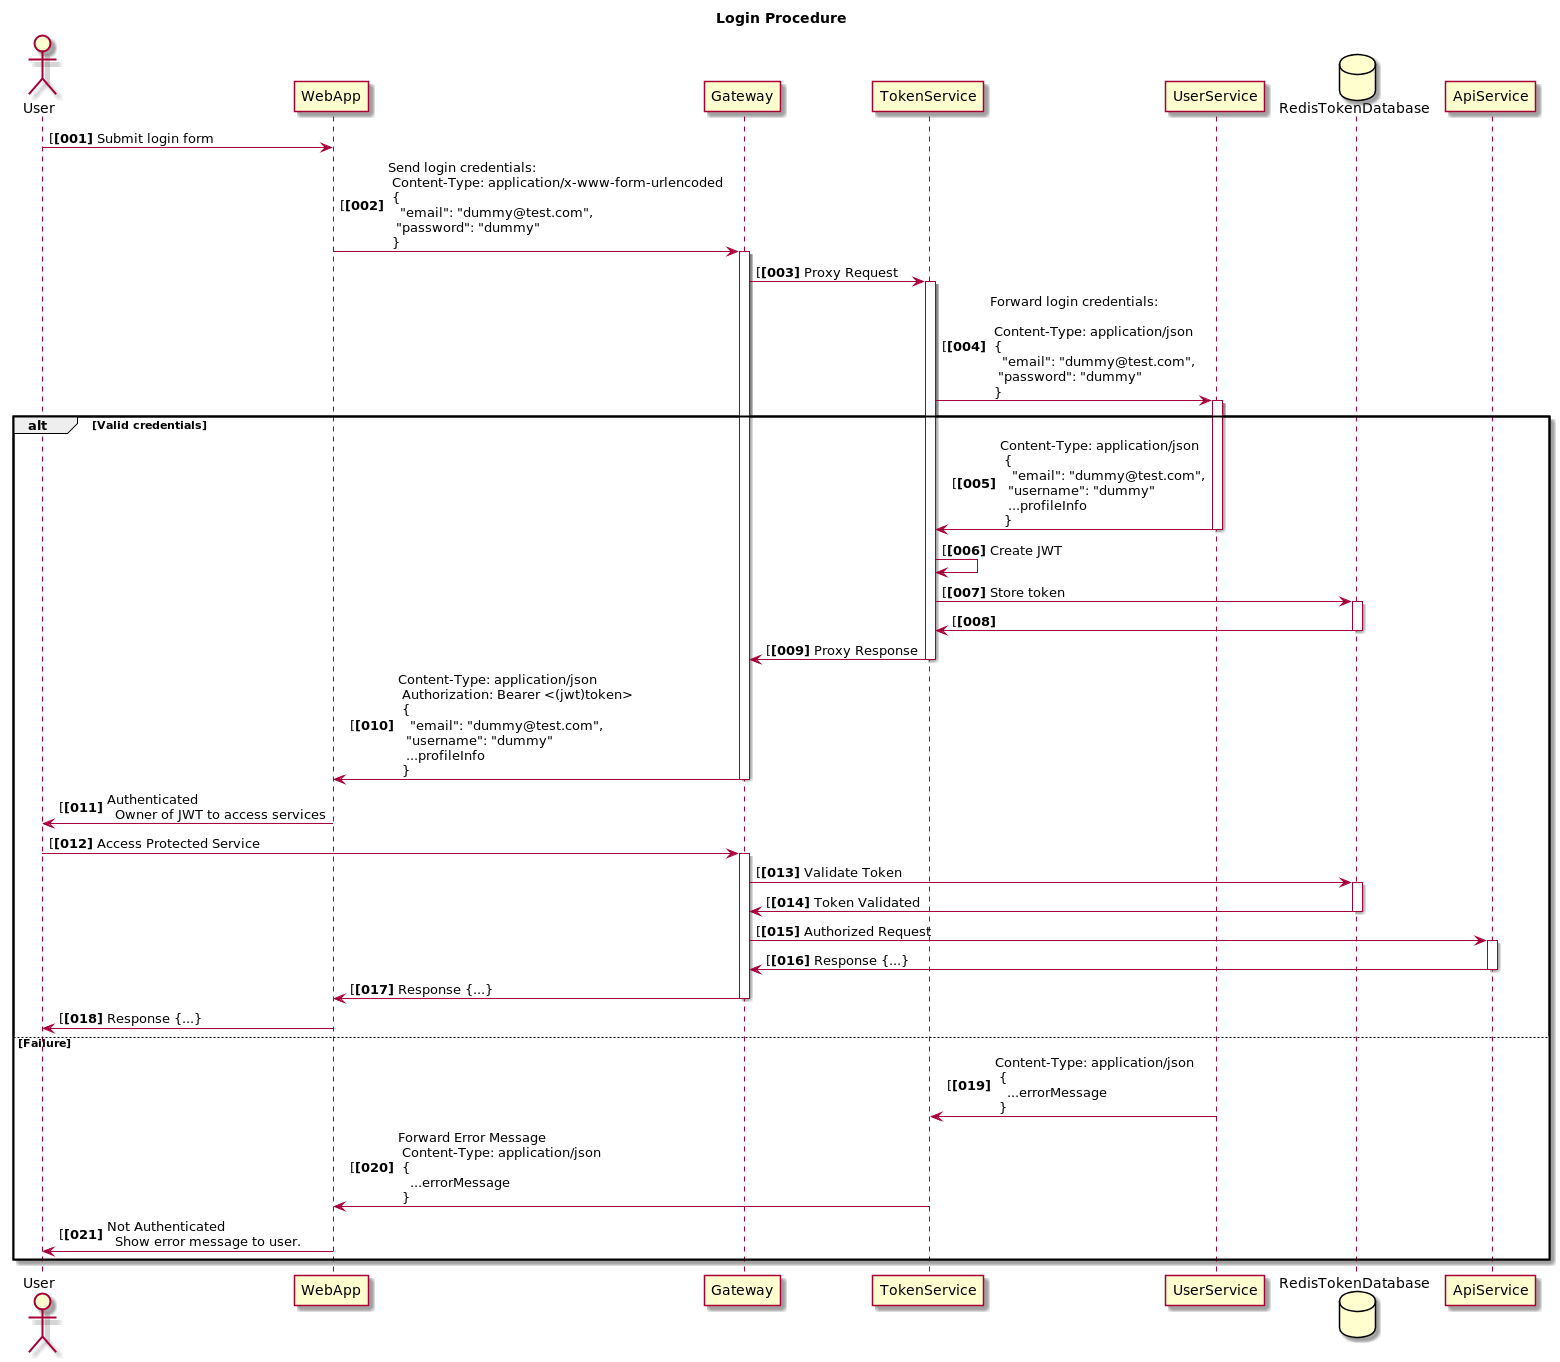 Login Procedure
User
WebApp
Gateway
TokenService
UserService
RedisTokenDatabase
ApiService
[[001] Submit login form
Send login credentials:
Content-Type: application/x-www-form-urlencoded
[[002] {
"email": "dummy@test.com",
"password": "dummy"
}
[[003] Proxy Request
Forward login credentials:
Content-Type: application/json
[[004] {
"email": "dummy@test.com",
"password": "dummy"
}
alt [Valid credentials]
Content-Type: application/json
{
"email": "dummy@test.com",
[[005] "username": "dummy"
...profileInfo
}
[[006] Create JWT
[[007] Store token
[[008]
[[009] Proxy Response
Content-Type: application/json
Authorization: Bearer <(jwt)token>
{
[[010] "email": "dummy@test.com",
"username": "dummy"
...profileInfo
}
[[011] Authenticated
Owner of JWT to access services
[[012] Access Protected Service
[[013] Validate Token
[[014] Token Validated
[[015] Authorized Request
[[016] Response {...}
[[017] Response {...}
[[018] Response {...}
[Failure]
Content-Type: application/json
[[019] {
...errorMessage
}
Forward Error Message
Content-Type: application/json
[[020] {
...errorMessage
}
[[021] Not Authenticated
Show error message to user.
User
WebApp
Gateway
TokenService
UserService
RedisTokenDatabase
ApiService